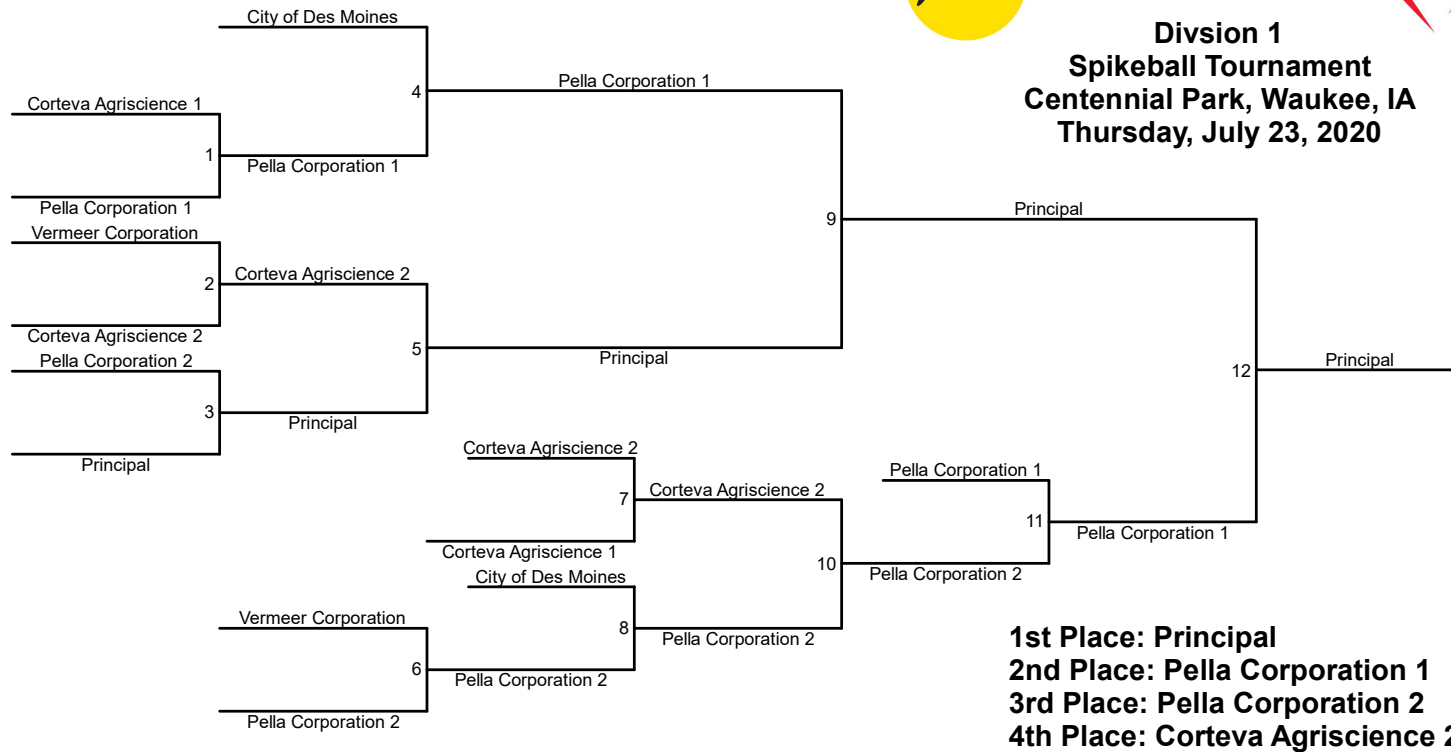 City of Des Moines
Divsion 1
Spikeball Tournament
Centennial Park, Waukee, IA
Thursday, July 23, 2020
4
Pella Corporation 1
Corteva Agriscience 1
1
Pella Corporation 1
Pella Corporation 1
Vermeer Corporation
9
Principal
2
Corteva Agriscience 2
Corteva Agriscience 2
Pella Corporation 2
5
Principal
12
Principal
3
Principal
Principal
Corteva Agriscience 2
7
Corteva Agriscience 2
Pella Corporation 1
11
Pella Corporation 1
Corteva Agriscience 1
City of Des Moines
10
Pella Corporation 2
Vermeer Corporation
8
Pella Corporation 2
6
Pella Corporation 2
Pella Corporation 2
1st Place: Principal
2nd Place: Pella Corporation 1
3rd Place: Pella Corporation 2
4th Place: Corteva Agriscience 2